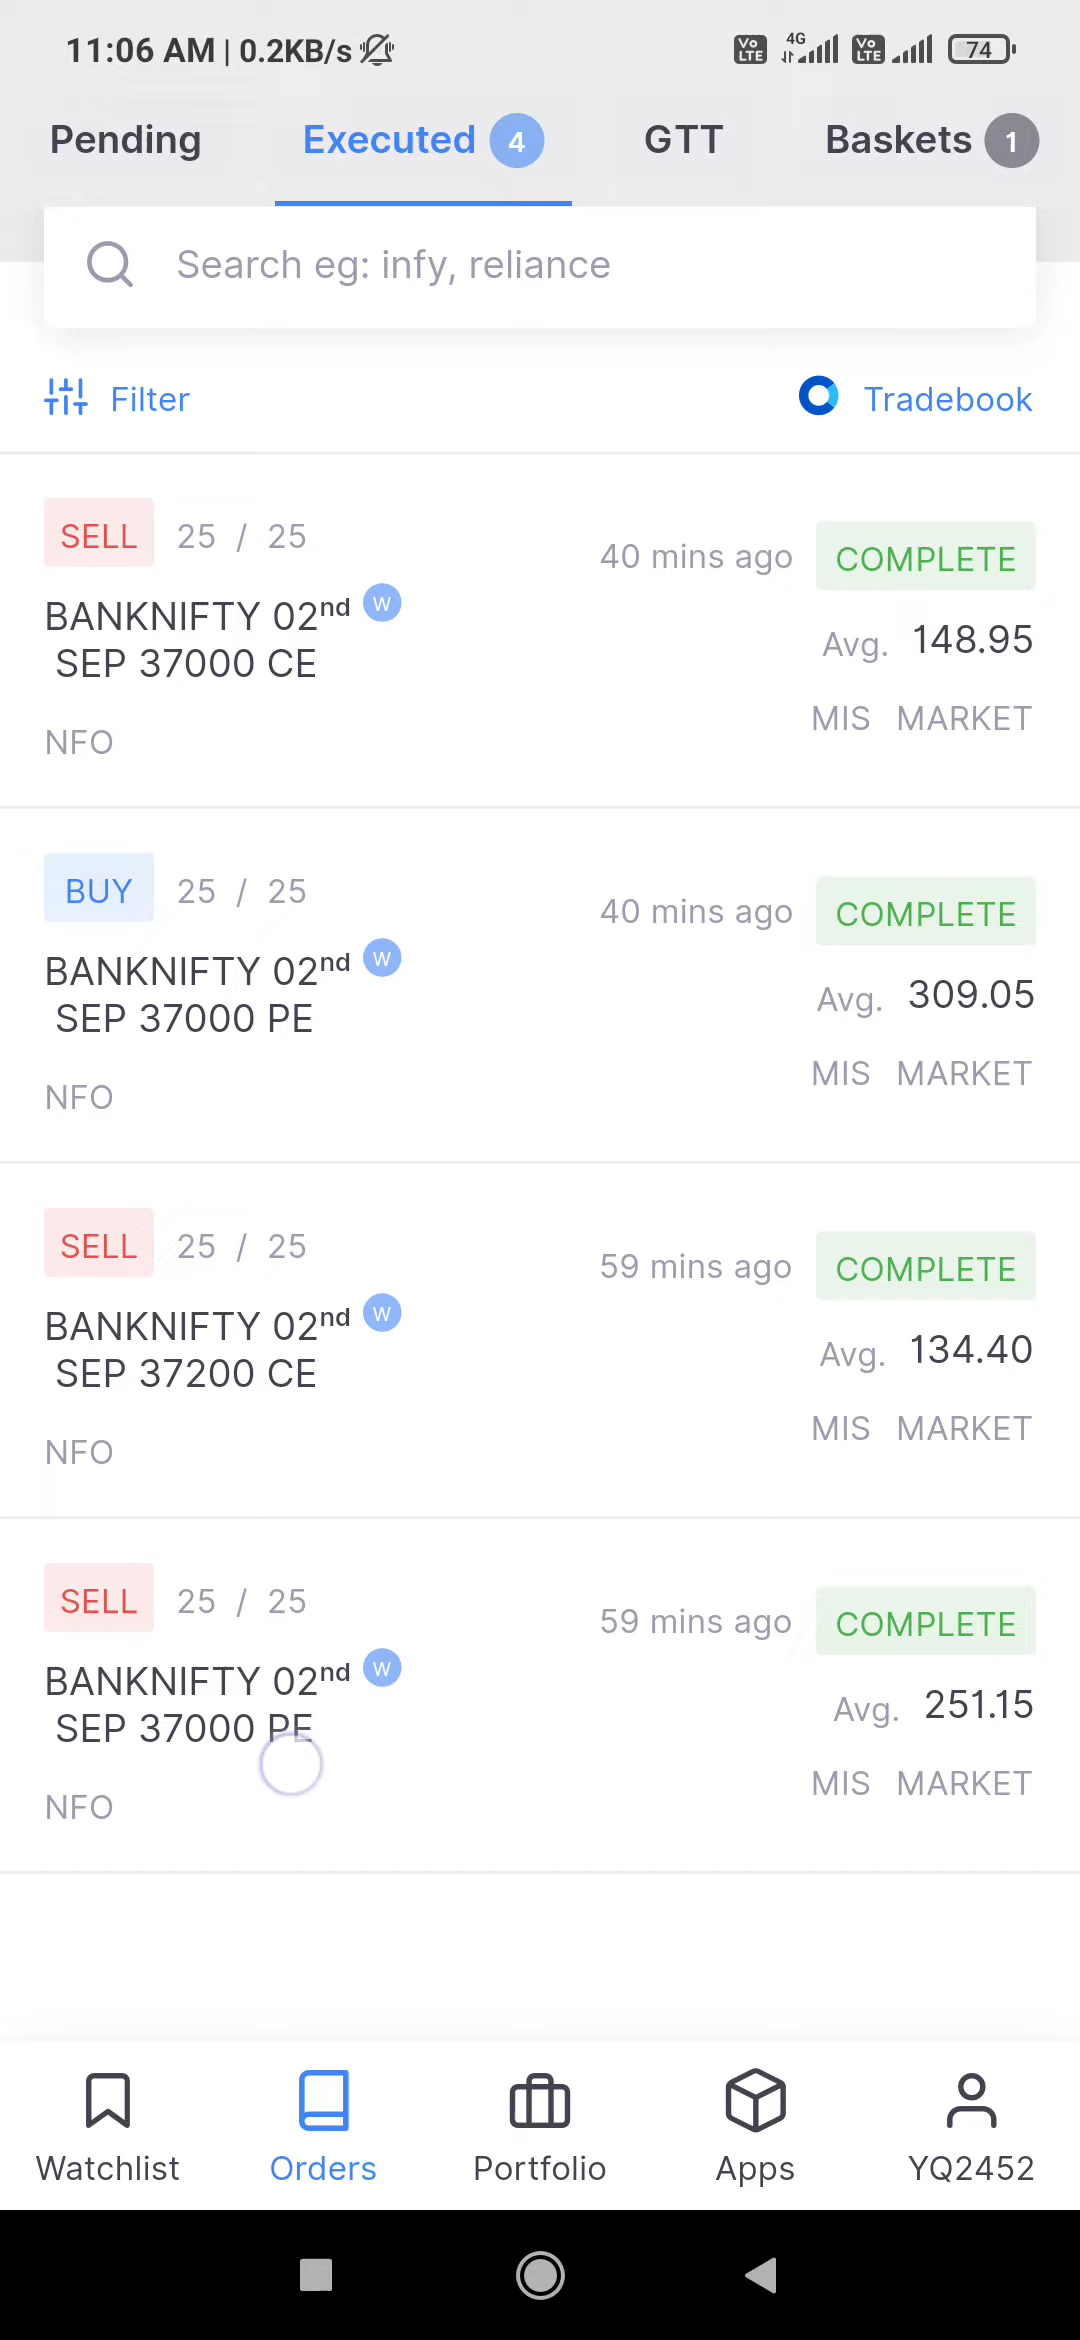 11:06 AM | 0.2KB/s Vo LTE 4G Vo LTE 74
Pending Executed 4 GTT Baskets 1
Search eg: infy, reliance
Filter Tradebook
SELL 25 / 25 40 mins ago COMPLETE
BANKNIFTY 02nd W Avg. 148.95
SEP 37000 CE
MIS MARKET
NFO
BUY 25 / 25 40 mins ago COMPLETE
BANKNIFTY 02nd W Avg. 309.05
SEP 37000 PE
MIS MARKET
NFO
SELL 25 / 25 59 mins ago COMPLETE
BANKNIFTY 02nd W Avg. 134.40
SEP 37200 CE
MIS MARKET
NFO
SELL 25 / 25 59 mins ago COMPLETE
BANKNIFTY 02nd W Avg. 251.15
SEP 37000 PE
MIS MARKET
NFO
Watchlist Orders Portfolio Apps YQ2452